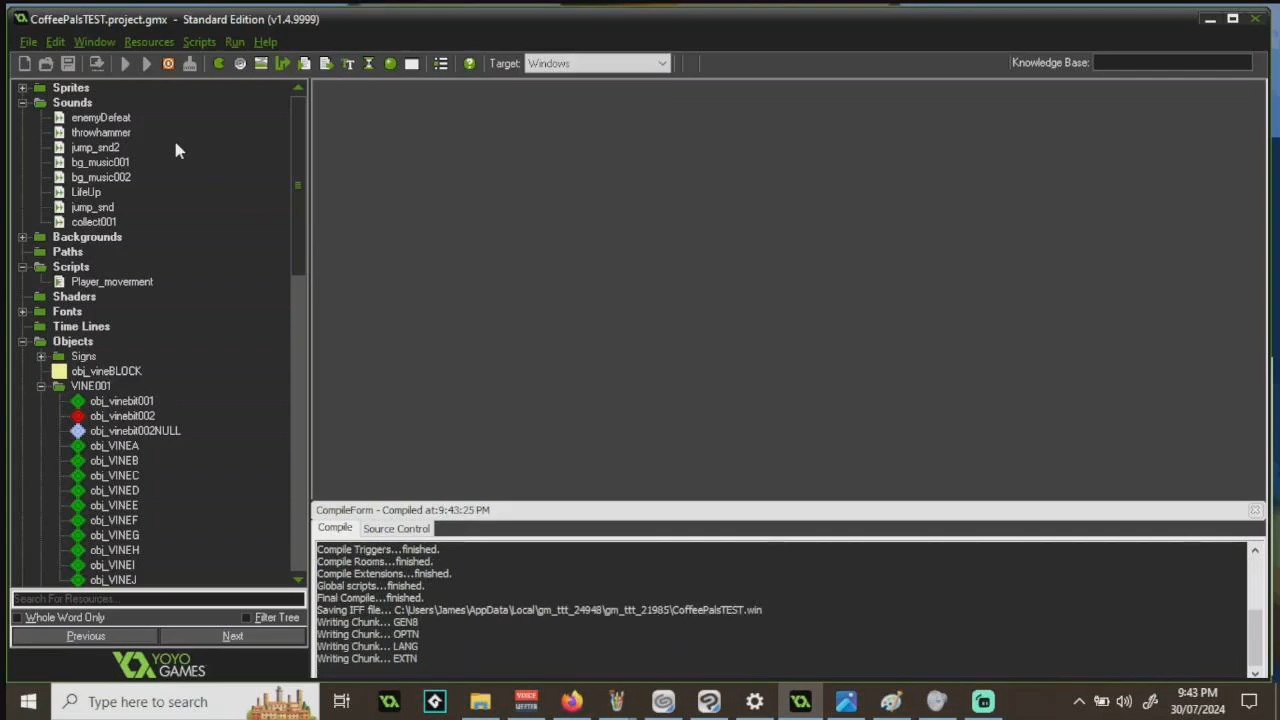 CoffeePalsTEST.project.gmx - Standard Edition (v1.4.9999)
File Edit Window Resources Scripts Run Help
Target: Windows Knowledge Base:
Sprites
Sounds
enemyDefeat
throwhammer
jump_snd2
bg_music001
bg_music002
LifeUp
jump_snd
collect001
Backgrounds
Paths
Scripts
Player_moverment
Shaders
Fonts
Time Lines
Objects
Signs
obj_vineBLOCK
VINE001
obj_vinebit001
obj_vinebit002
obj_vinebit002NULL
obj_VINEA
obj_VINEB
obj_VINEC
obj_VINED
obj_VINEE
obj_VINEF
obj_VINEG
obj_VINEH
obj_VINEI
obj_VINEJ
Search For Resources...
Whole Word Only Filter Tree
Previous Next
YOYO
GAMES
CompileForm - Compiled at:9:43:25 PM
Compile Source Control
Compile Triggers...finished.
Compile Rooms...finished.
Compile Extensions...finished.
Global scripts...finished.
Final Compile...finished.
Saving IFF file... C:\Users\James\AppData\Local\gm_ttt_24948\gm_ttt_21985\CoffeePalsTEST.win
Writing Chunk... GEN8
Writing Chunk... OPTN
Writing Chunk... LANG
Writing Chunk... EXTN
Type here to search
VOICE
MEETER
9:43 PM
30/07/2024